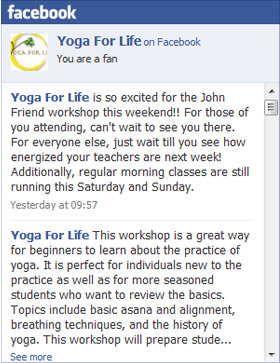 facebook
YOGA FOR LI
Yoga For Life on Facebook
You are a fan
Yoga For Life is so excited for the John
Friend workshop this weekend!! For those of
you attending, can't wait to see you there.
For everyone else, just wait till you see how
energized your teachers are next week!
Additionally, regular morning classes are still
running this Saturday and Sunday.
Yesterday at 09:57
Yoga For Life This workshop is a great way
for beginners to learn about the practice of
yoga. It is perfect for individuals new to the
practice as well as for more seasoned
students who want to review the basics.
Topics include basic asana and alignment,
breathing techniques, and the history of
yoga. This workshop will prepare stude...
See more